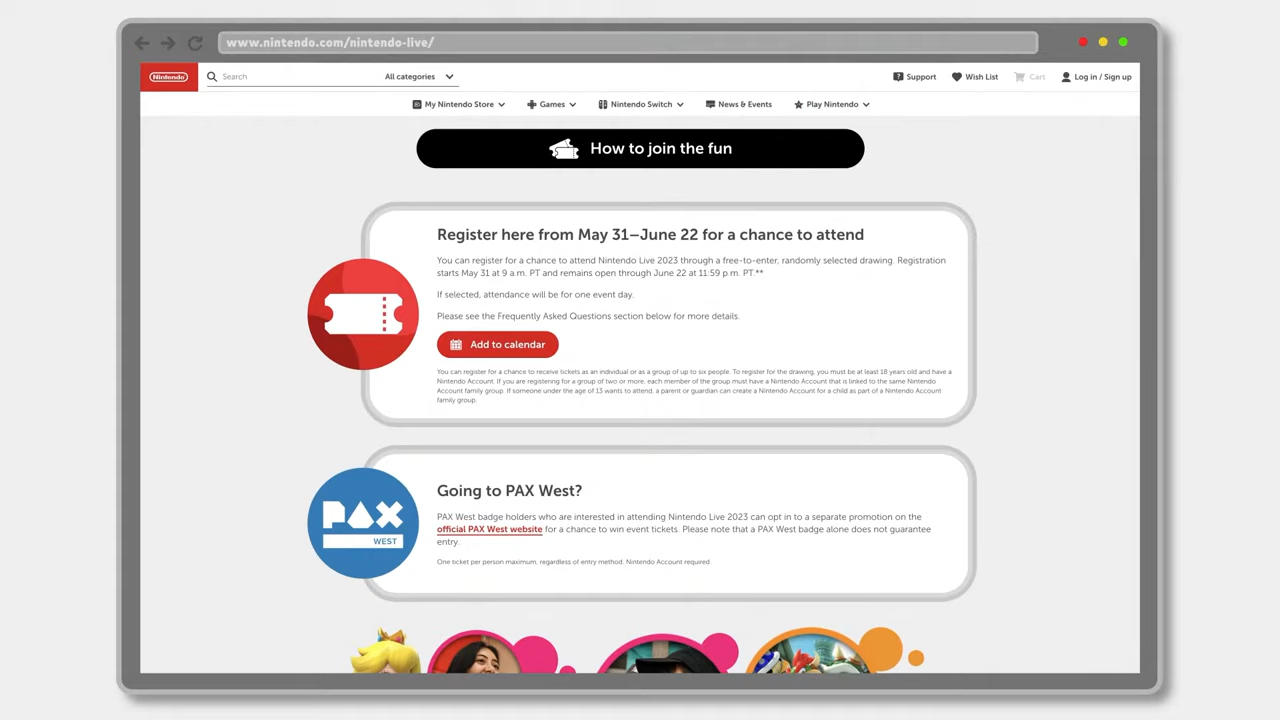 www.nintendo.com/nintendo-live/
Nintendo
Search
All categories
Support
Wish List
Cart
Log in / Sign up
My Nintendo Store
Games
Nintendo Switch
News & Events
Play Nintendo
How to join the fun
Register here from May 31–June 22 for a chance to attend
You can register for a chance to attend Nintendo Live 2023 through a free-to-enter, randomly selected drawing. Registration
starts May 31 at 9 a.m. PT and remains open through June 22 at 11:59 p.m. PT.**
If selected, attendance will be for one event day.
Please see the Frequently Asked Questions section below for more details.
Add to calendar
You can register for a chance to receive tickets as an individual or as a group of up to six people. To register for the drawing, you must be at least 18 years old and have a
Nintendo Account. If you are registering for a group of two or more, each member of the group must have a Nintendo Account that is linked to the same Nintendo
Account family group. If someone under the age of 13 wants to attend, a parent or guardian can create a Nintendo Account for a child as part of a Nintendo Account
family group.
PAX
WEST
Going to PAX West?
PAX West badge holders who are interested in attending Nintendo Live 2023 can opt in to a separate promotion on the
official PAX West website for a chance to win event tickets. Please note that a PAX West badge alone does not guarantee
entry.
One ticket per person maximum, regardless of entry method. Nintendo Account required.